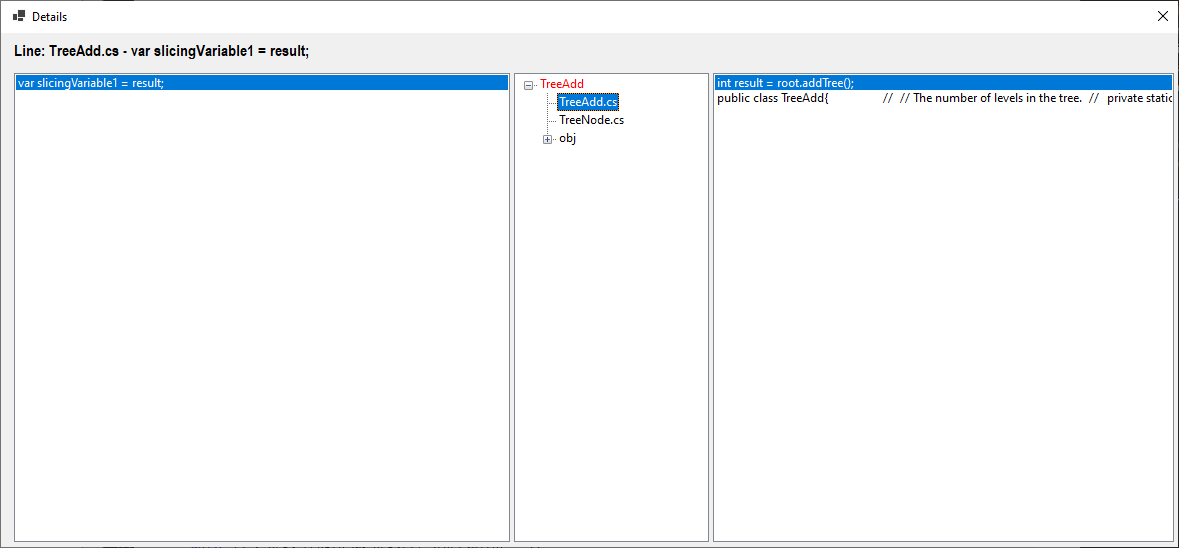 Details
Line: TreeAdd.cs - var slicingVariable1 = result;
var slicingVariable1 = result;
TreeAdd
TreeAdd.cs
TreeNode.cs
obj
int result = root.addTree();
public class TreeAdd{ // // The number of levels in the tree. // private static